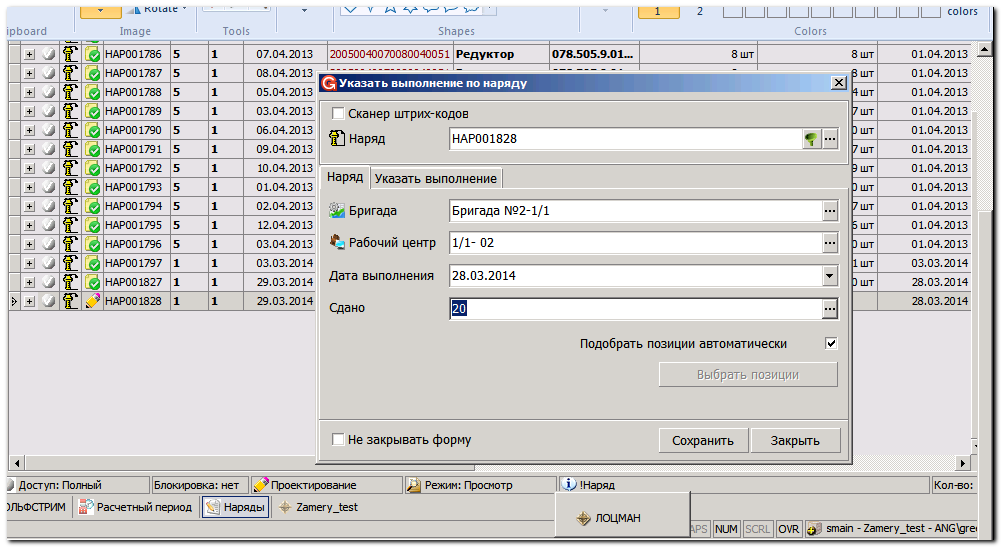 Rotate
1 2
colors
ipboard Image Tools Shapes Colors
НАР001786 5 1 07.04.2013 20050040070080040051 Редуктор 078.505.9.01... 8 шт 8 шт 01.04.2013
НАР001787 5 1 08.04.2013 8 шт 03.04.2013
НАР001788 5 1 05.04.2013 4 шт 01.04.2013
НАР001789 5 1 03.04.2013 9 шт 01.04.2013
НАР001790 5 1 06.04.2013 0 шт 01.04.2013
НАР001791 5 1 09.04.2013 7 шт 01.04.2013
НАР001792 5 1 10.04.2013 8 шт 01.04.2013
НАР001793 5 1 01.04.2013 0 шт 01.04.2013
НАР001794 5 1 02.04.2013 6 шт 01.04.2013
НАР001795 5 1 12.04.2013 2 шт 01.04.2013
НАР001796 5 1 03.04.2013 0 шт 03.04.2013
НАР001797 1 1 03.04.2013 1 шт 03.04.2013
НАР001827 1 1 29.03.2014 0 шт 28.03.2014
НАР001828 1 1 29.03.2014 28.03.2014
Указать выполнение по наряду
Сканер штрих-кодов
Наряд НАР001828 ...
Наряд Указать выполнение
Бригада Бригада №2-1/1 ...
Рабочий центр 1/1- 02 ...
Дата выполнения 28.03.2014
Сдано 20 ...
Подобрать позиции автоматически
Выбрать позиции
Не закрывать форму Сохранить Закрыть
Доступ: Полный Блокировка: нет Проектирование Режим: Просмотр !Наряд Кол-во:
ОЛЬФСТРИМ Расчетный период Наряды Zamery_test
ЛОЦМАН
APS NUM SCRL OVR smain - Zamery_test - ANG\gre